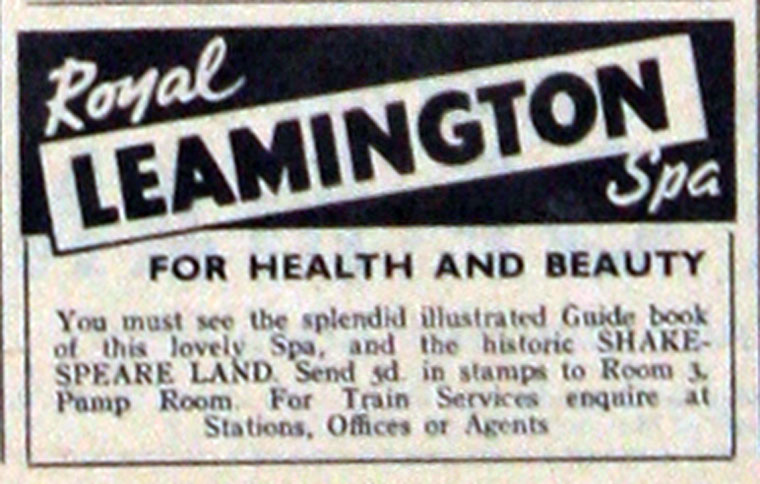 Royal
LEAMINGTON
Spa
FOR HEALTH AND BEAUTY
You must see the splendid illustrated Guide book
of this lovely Spa, and the historic SHAKE-
SPEARE LAND. Send 3d. in stamps to Room 3,
Pump Room. For Train Services enquire at
Stations, Offices or Agents